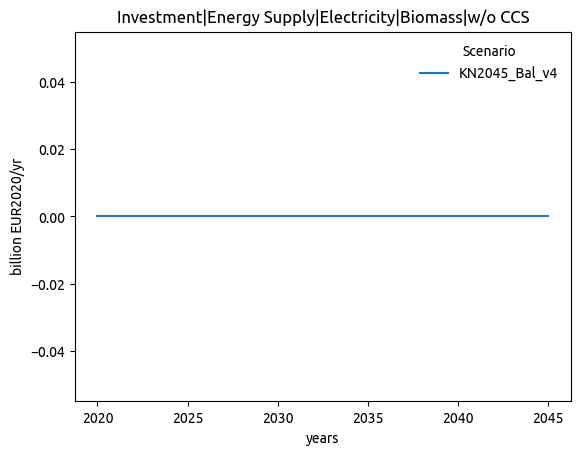 Investment|Energy Supply|Electricity|Biomass|w/o CCS
Scenario
KN2045_Bal_v4
billion EUR2020/yr
0.04
0.02
0.00
−0.02
−0.04
2020 2025 2030 2035 2040 2045
years